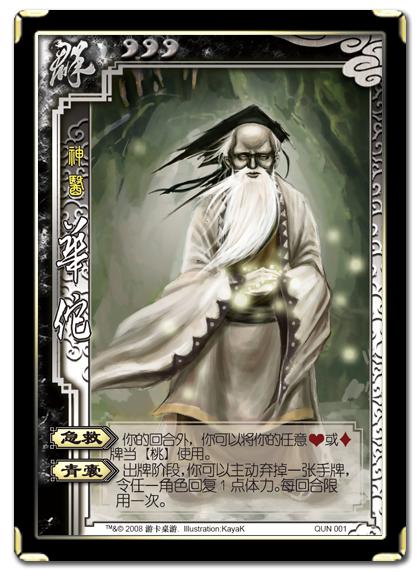 群
神醫
華佗
急救 你的回合外，你可以将你的任意♥或♦
牌当【桃】使用。
青囊 出牌阶段，你可以主动弃掉一张手牌，
令任一角色回复1点体力。每回合限
用一次。
™&© 2008 游卡桌游. Illustration:KayaK QUN 001